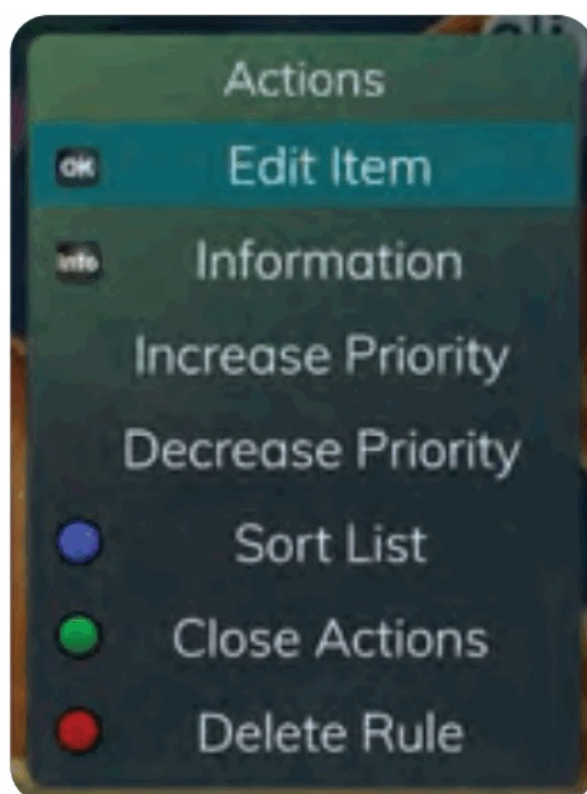 Actions
OK Edit Item
Info Information
Increase Priority
Decrease Priority
Sort List
Close Actions
Delete Rule